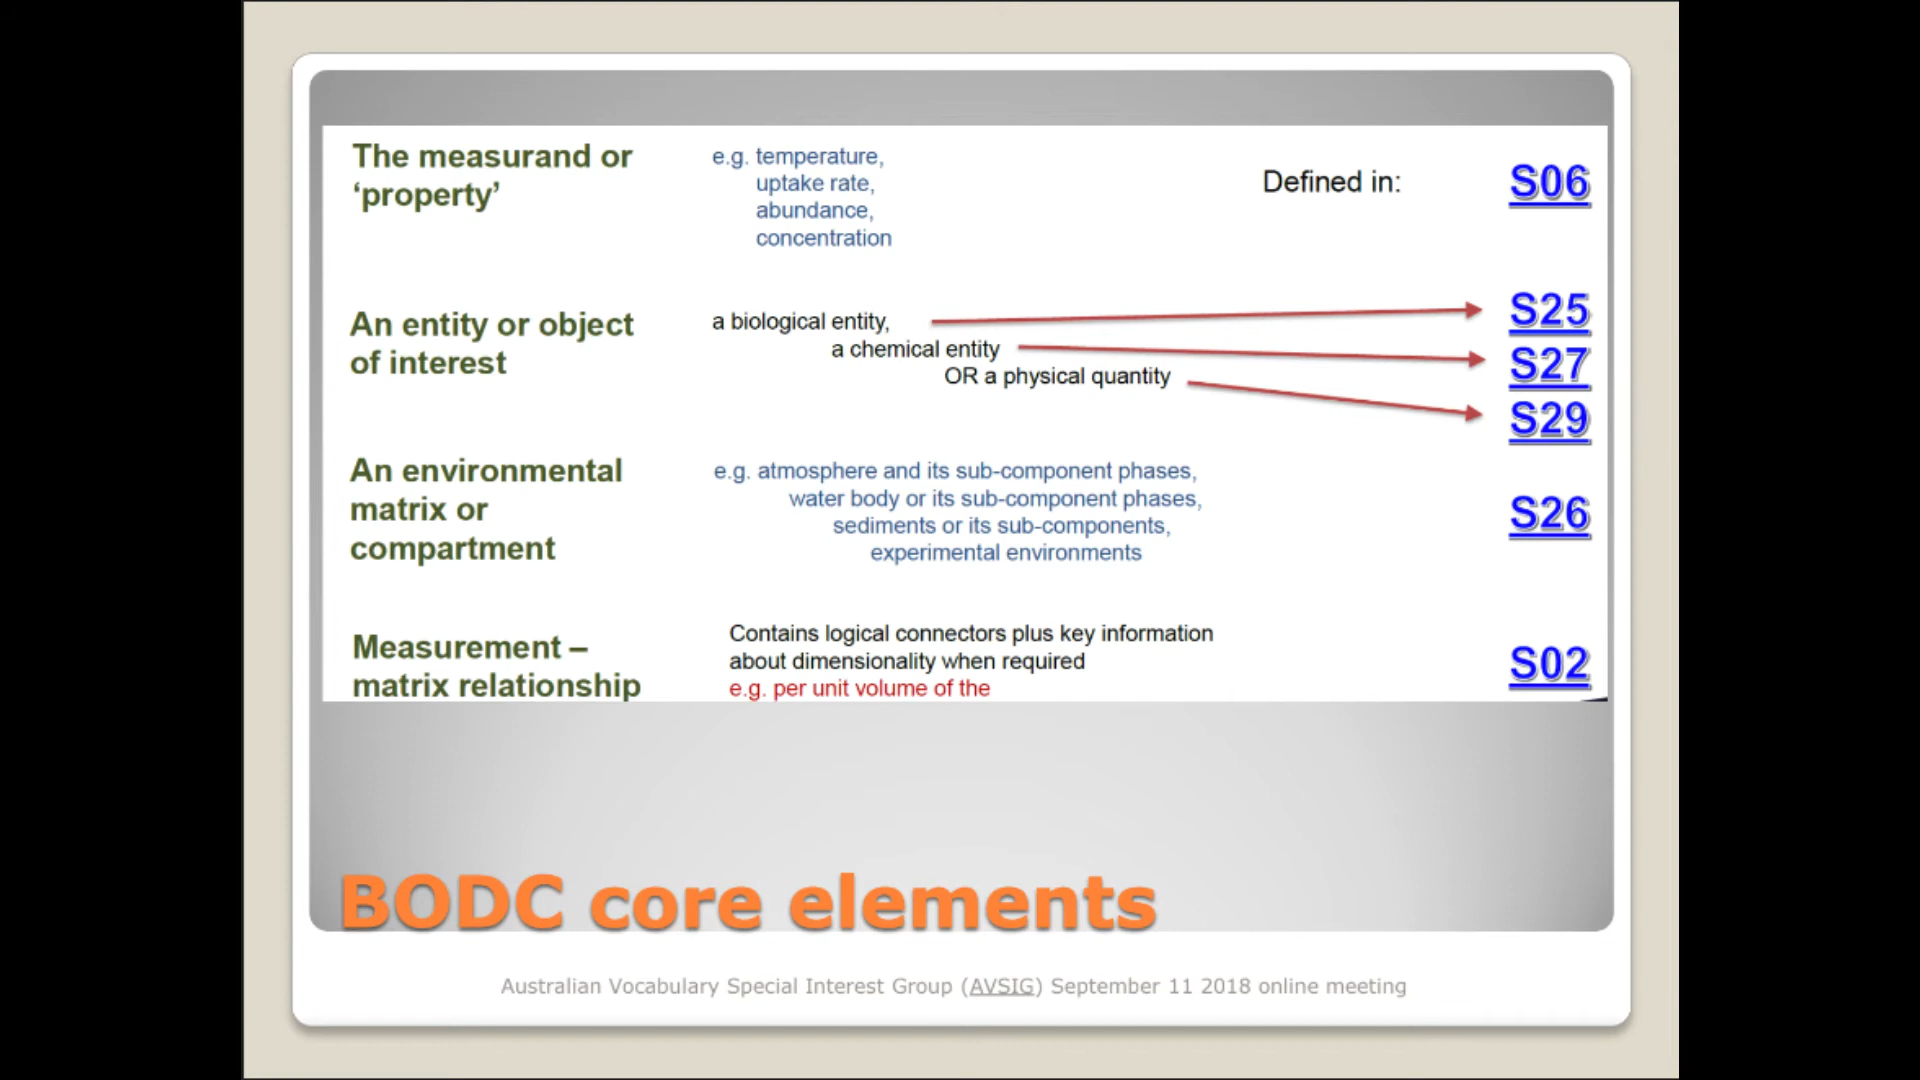 The measurand or
‘property’
e.g. temperature,
uptake rate,
abundance,
concentration
Defined in:
S06
An entity or object
of interest
a biological entity,
a chemical entity
OR a physical quantity
S25
S27
S29
An environmental
matrix or
compartment
e.g. atmosphere and its sub-component phases,
water body or its sub-component phases,
sediments or its sub-components,
experimental environments
S26
Measurement –
matrix relationship
Contains logical connectors plus key information
about dimensionality when required
e.g. per unit volume of the
S02
BODC core elements
Australian Vocabulary Special Interest Group (AVSIG) September 11 2018 online meeting